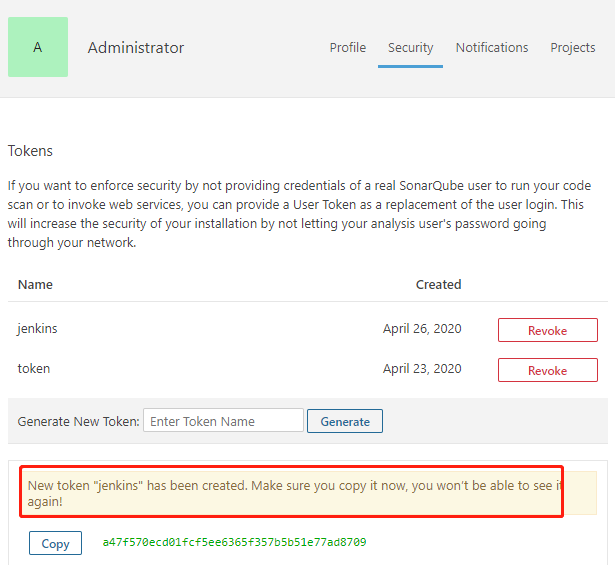 A
Administrator
Profile Security Notifications Projects
Tokens
If you want to enforce security by not providing credentials of a real SonarQube user to run your code
scan or to invoke web services, you can provide a User Token as a replacement of the user login. This
will increase the security of your installation by not letting your analysis user's password going
through your network.
Name Created
jenkins April 26, 2020 Revoke
token April 23, 2020 Revoke
Generate New Token: Enter Token Name Generate
New token "jenkins" has been created. Make sure you copy it now, you won't be able to see it
again!
Copy a47f570ecd01fcf5ee6365f357b5b51e77ad8709